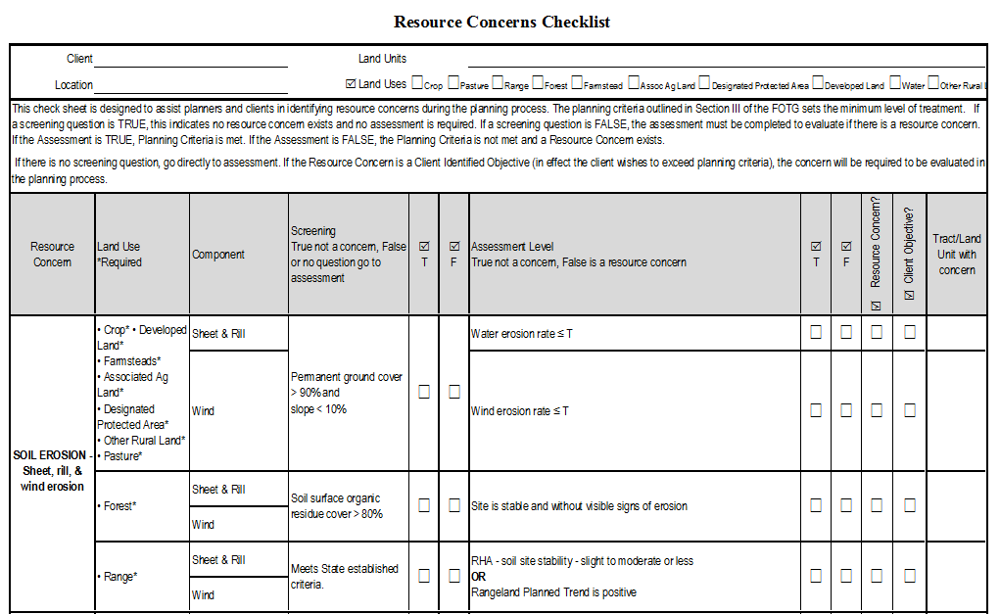 Resource Concerns Checklist
Client
Land Units
Location
☑ Land Uses ☐ Crop ☐ Pasture ☐ Range ☐ Forest ☐ Farmstead ☐ Assoc Ag Land ☐ Designated Protected Area ☐ Developed Land ☐ Water ☐ Other Rural
This check sheet is designed to assist planners and clients in identifying resource concerns during the planning process. The planning criteria outlined in Section III of the FOTG sets the minimum level of treatment. If
a screening question is TRUE, this indicates no resource concern exists and no assessment is required. If a screening question is FALSE, the assessment must be completed to evaluate if there is a resource concern.
If the Assessment is TRUE, Planning Criteria is met. If the Assessment is FALSE, the Planning Criteria is not met and a Resource Concern exists.
If there is no screening question, go directly to assessment. If the Resource Concern is a Client Identified Objective (in effect the client wishes to exceed planning criteria), the concern will be required to be evaluated in
the planning process.
Resource
Concern
Land Use
*Required
Component
Screening
True not a concern, False
or no question go to
assessment
☑
T
☑
F
Assessment Level
True not a concern, False is a resource concern
☑
T
☑
F
☑ Resource Concern?
☑ Client Objective?
Tract/Land
Unit with
concern
SOIL EROSION -
Sheet, rill, &
wind erosion
• Crop* • Developed
Land*
• Farmsteads*
• Associated Ag
Land*
• Designated
Protected Area*
• Other Rural Land*
• Pasture*
Sheet & Rill
Wind
Permanent ground cover
> 90% and
slope < 10%
☐ ☐
Water erosion rate ≤ T
☐ ☐ ☐ ☐
Wind erosion rate ≤ T
☐ ☐ ☐ ☐
• Forest*
Sheet & Rill
Wind
Soil surface organic
residue cover > 80%
☐ ☐
Site is stable and without visible signs of erosion
☐ ☐ ☐ ☐
• Range*
Sheet & Rill
Wind
Meets State established
criteria.
☐ ☐
RHA - soil site stability - slight to moderate or less
OR
Rangeland Planned Trend is positive
☐ ☐ ☐ ☐